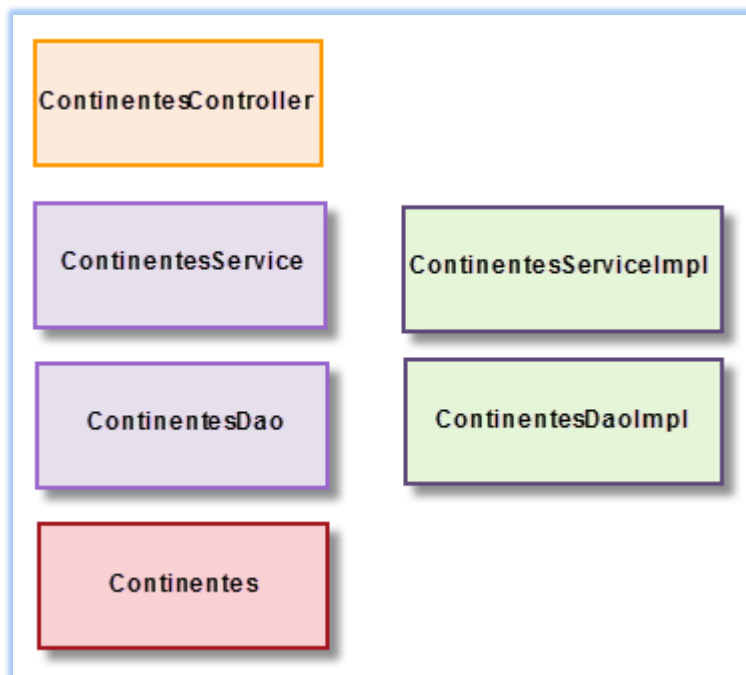 ContinentesController
ContinentesService
ContinentesServiceImpl
ContinentesDao
ContinentesDaoImpl
Continentes